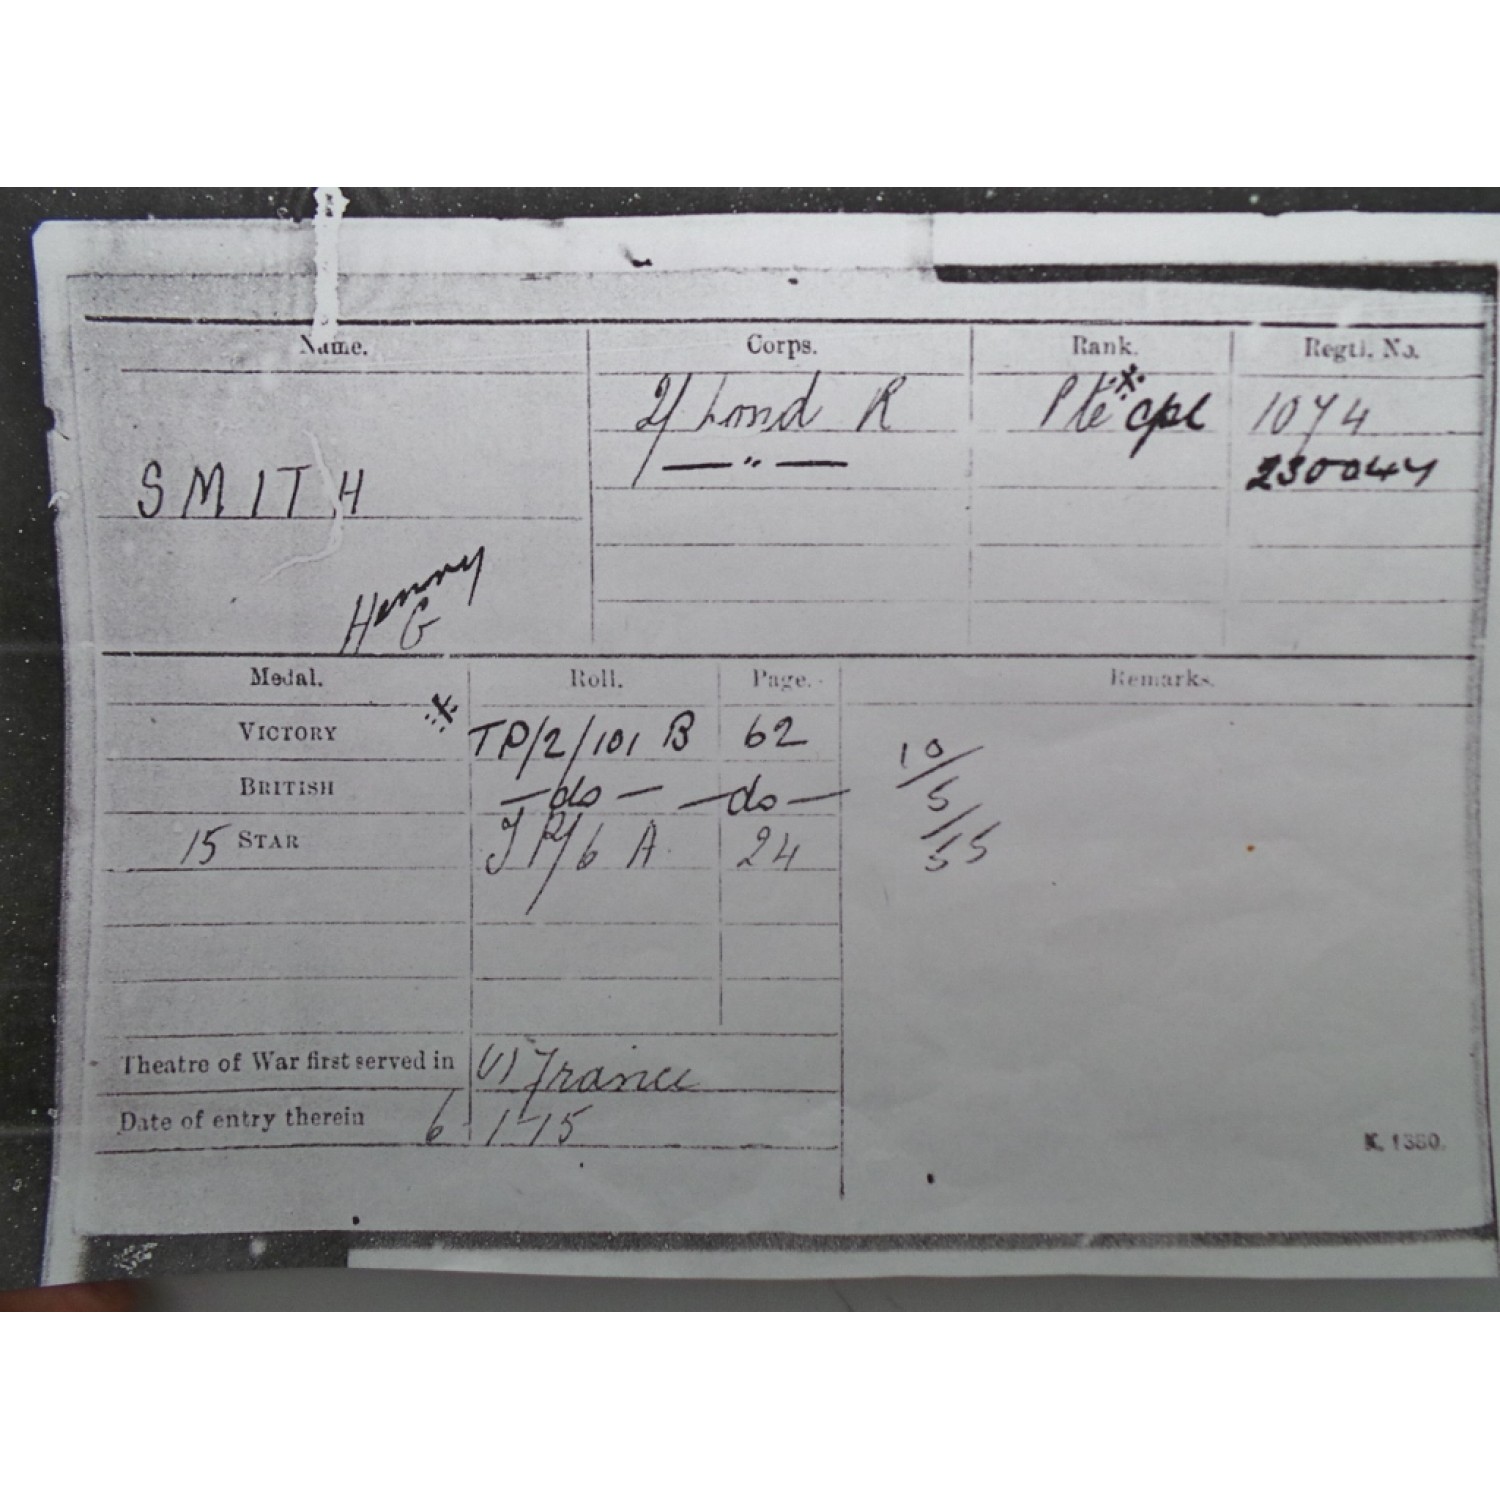 Name. Corps. Rank. Regtl. No.
2/ Lond R Pte * Cpl 1074
— " — 230044
SMITH
Henry
G
Medal. Roll. Page. Remarks.
VICTORY * TP/2/101 B 62
BRITISH —do— —do—
15 STAR TP/6 A 24
10/5/55
Theatre of War first served in (1) France
Date of entry therein 6-1-15
K. 1380.